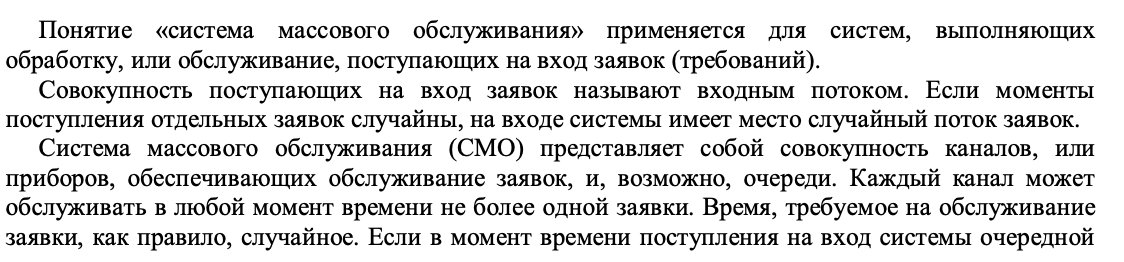 Понятие «система массового обслуживания» применяется для систем, выполняющих
обработку, или обслуживание, поступающих на вход заявок (требований).
Совокупность поступающих на вход заявок называют входным потоком. Если моменты
поступления отдельных заявок случайны, на входе системы имеет место случайный поток заявок.
Система массового обслуживания (СМО) представляет собой совокупность каналов, или
приборов, обеспечивающих обслуживание заявок, и, возможно, очереди. Каждый канал может
обслуживать в любой момент времени не более одной заявки. Время, требуемое на обслуживание
заявки, как правило, случайное. Если в момент времени поступления на вход системы очередной